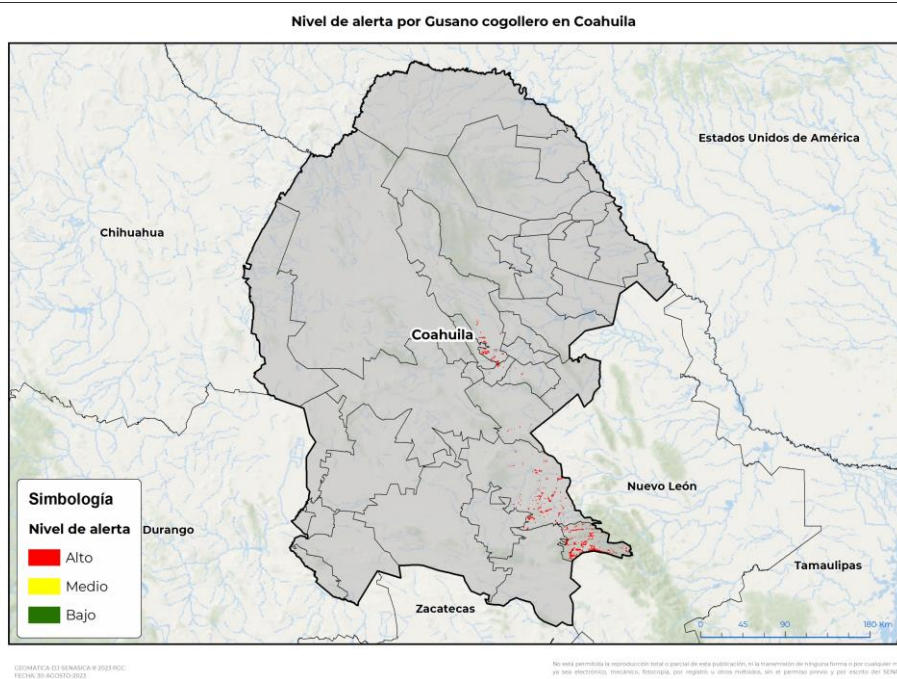 Nivel de alerta por Gusano cogollero en Coahuila
Estados Unidos de América
Chihuahua
Coahuila
Nuevo León
Simbología
Nivel de alerta
Durango
Alto
Medio
Bajo
Tamaulipas
Zacatecas
0 45 90 180 Km
GEOMATICA-DJ-SENASICA © 2023 RGC
FECHA: 30-AGOSTO-2023
No está permitida la reproducción total o parcial de esta publicación, ni la transmisión de ninguna forma o por cualquier
ya sea electrónico, mecánico, fotocopia, por registro u otros métodos, sin el permiso previo y por escrito del